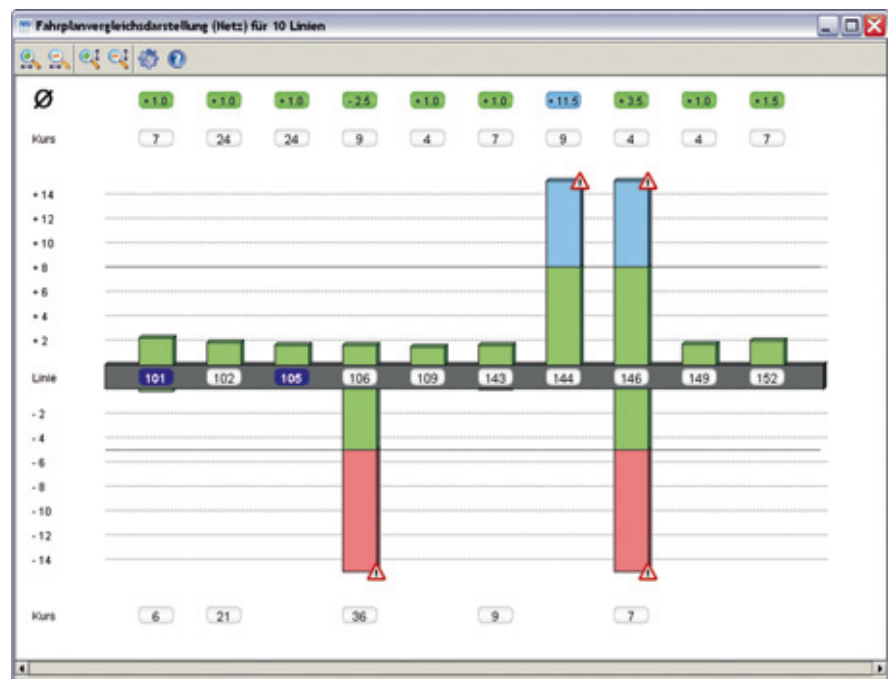 Fahrplanvergleichsdarstellung (Netz) für 10 Linien
Ø + 1.0 + 1.0 + 1.0 - 2.5 + 1.0 + 1.0 + 11.5 + 3.5 + 1.0 + 1.5
Kurs 7 24 24 9 4 7 9 4 4 7
+ 14
+ 12
+ 10
+ 8
+ 6
+ 4
+ 2
Linie 101 102 105 106 109 143 144 146 149 152
- 2
- 4
- 6
- 8
- 10
- 12
- 14
Kurs 6 21 36 9 7